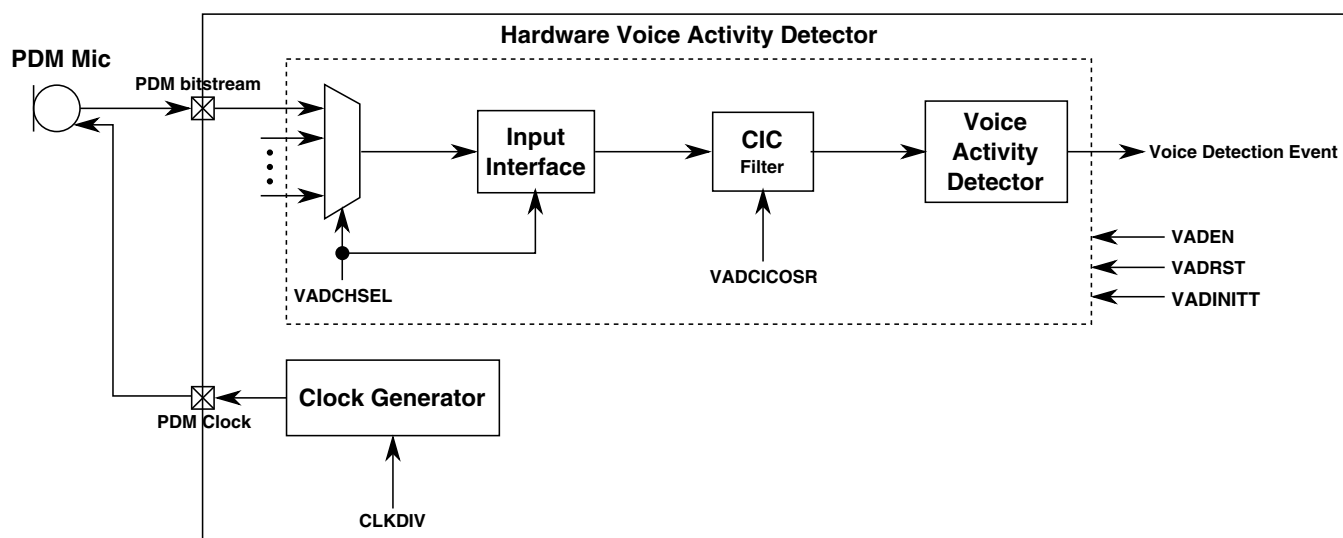 Hardware Voice Activity Detector
PDM Mic
PDM bitstream
Input
Interface
CIC
Filter
Voice
Activity
Detector
Voice Detection Event
VADEN
VADRST
VADINITT
VADCHSEL
VADCICOSR
Clock Generator
PDM Clock
CLKDIV